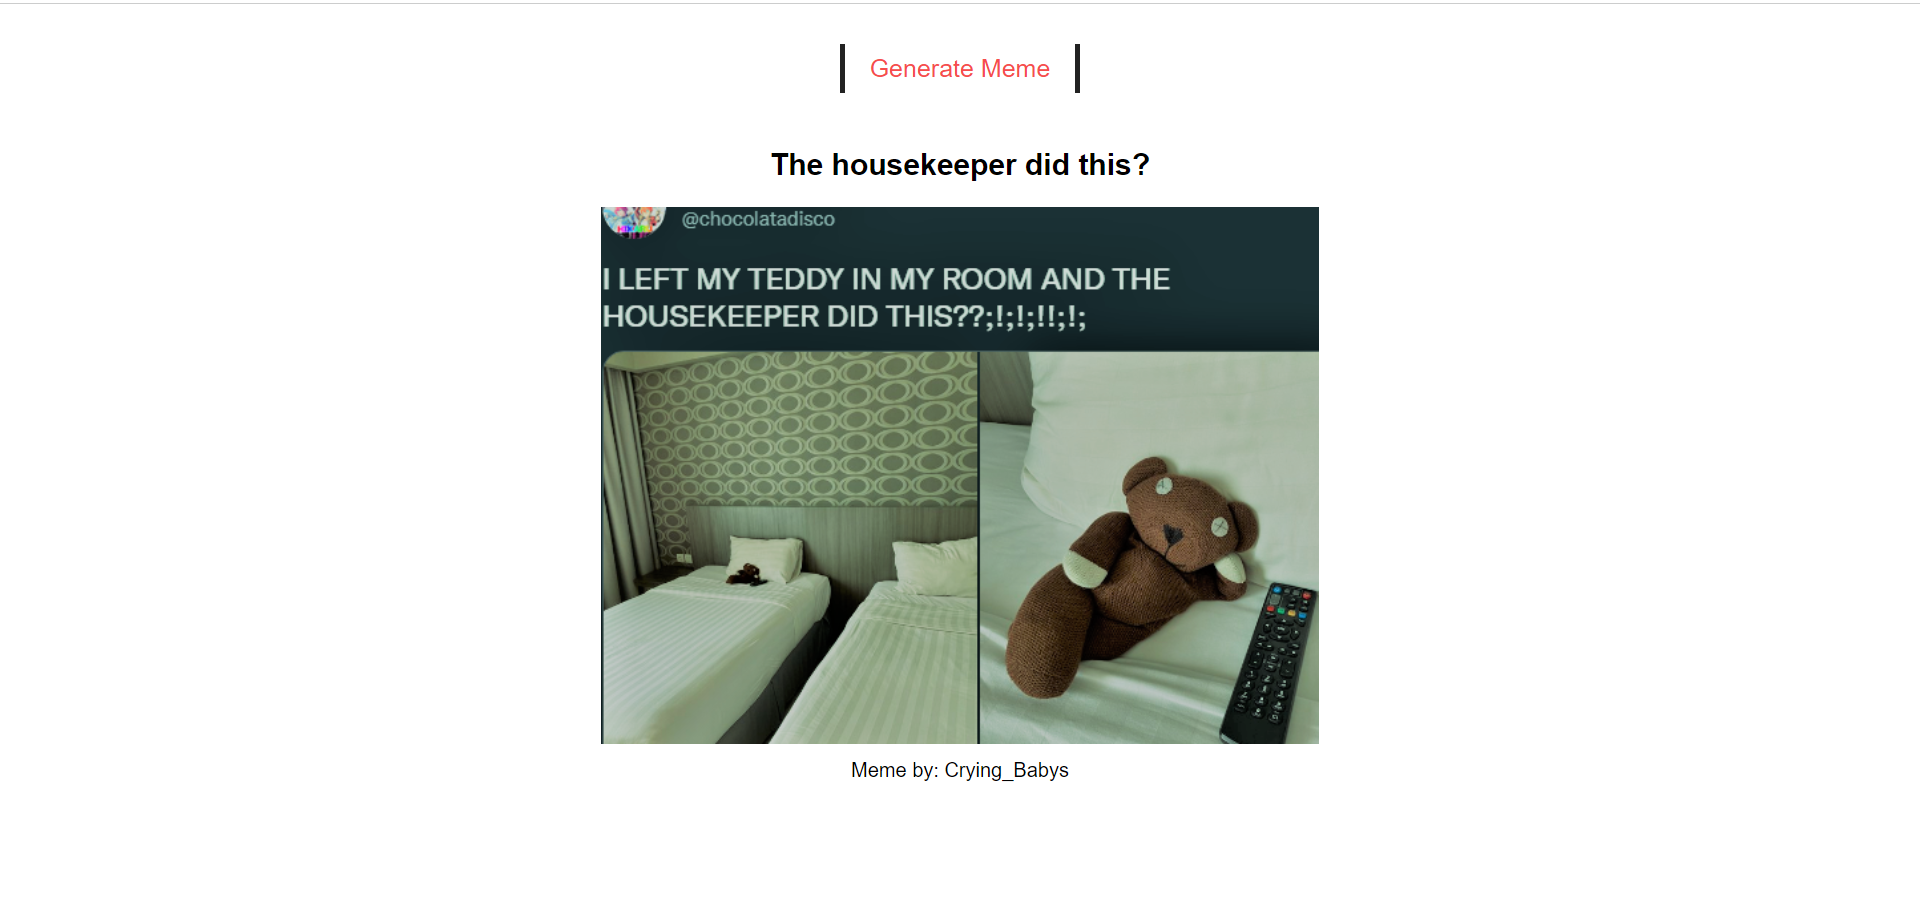 Generate Meme
The housekeeper did this?
@chocolatadisco
I LEFT MY TEDDY IN MY ROOM AND THE
HOUSEKEEPER DID THIS??;!;!;!!;!;
Meme by: Crying_Babys